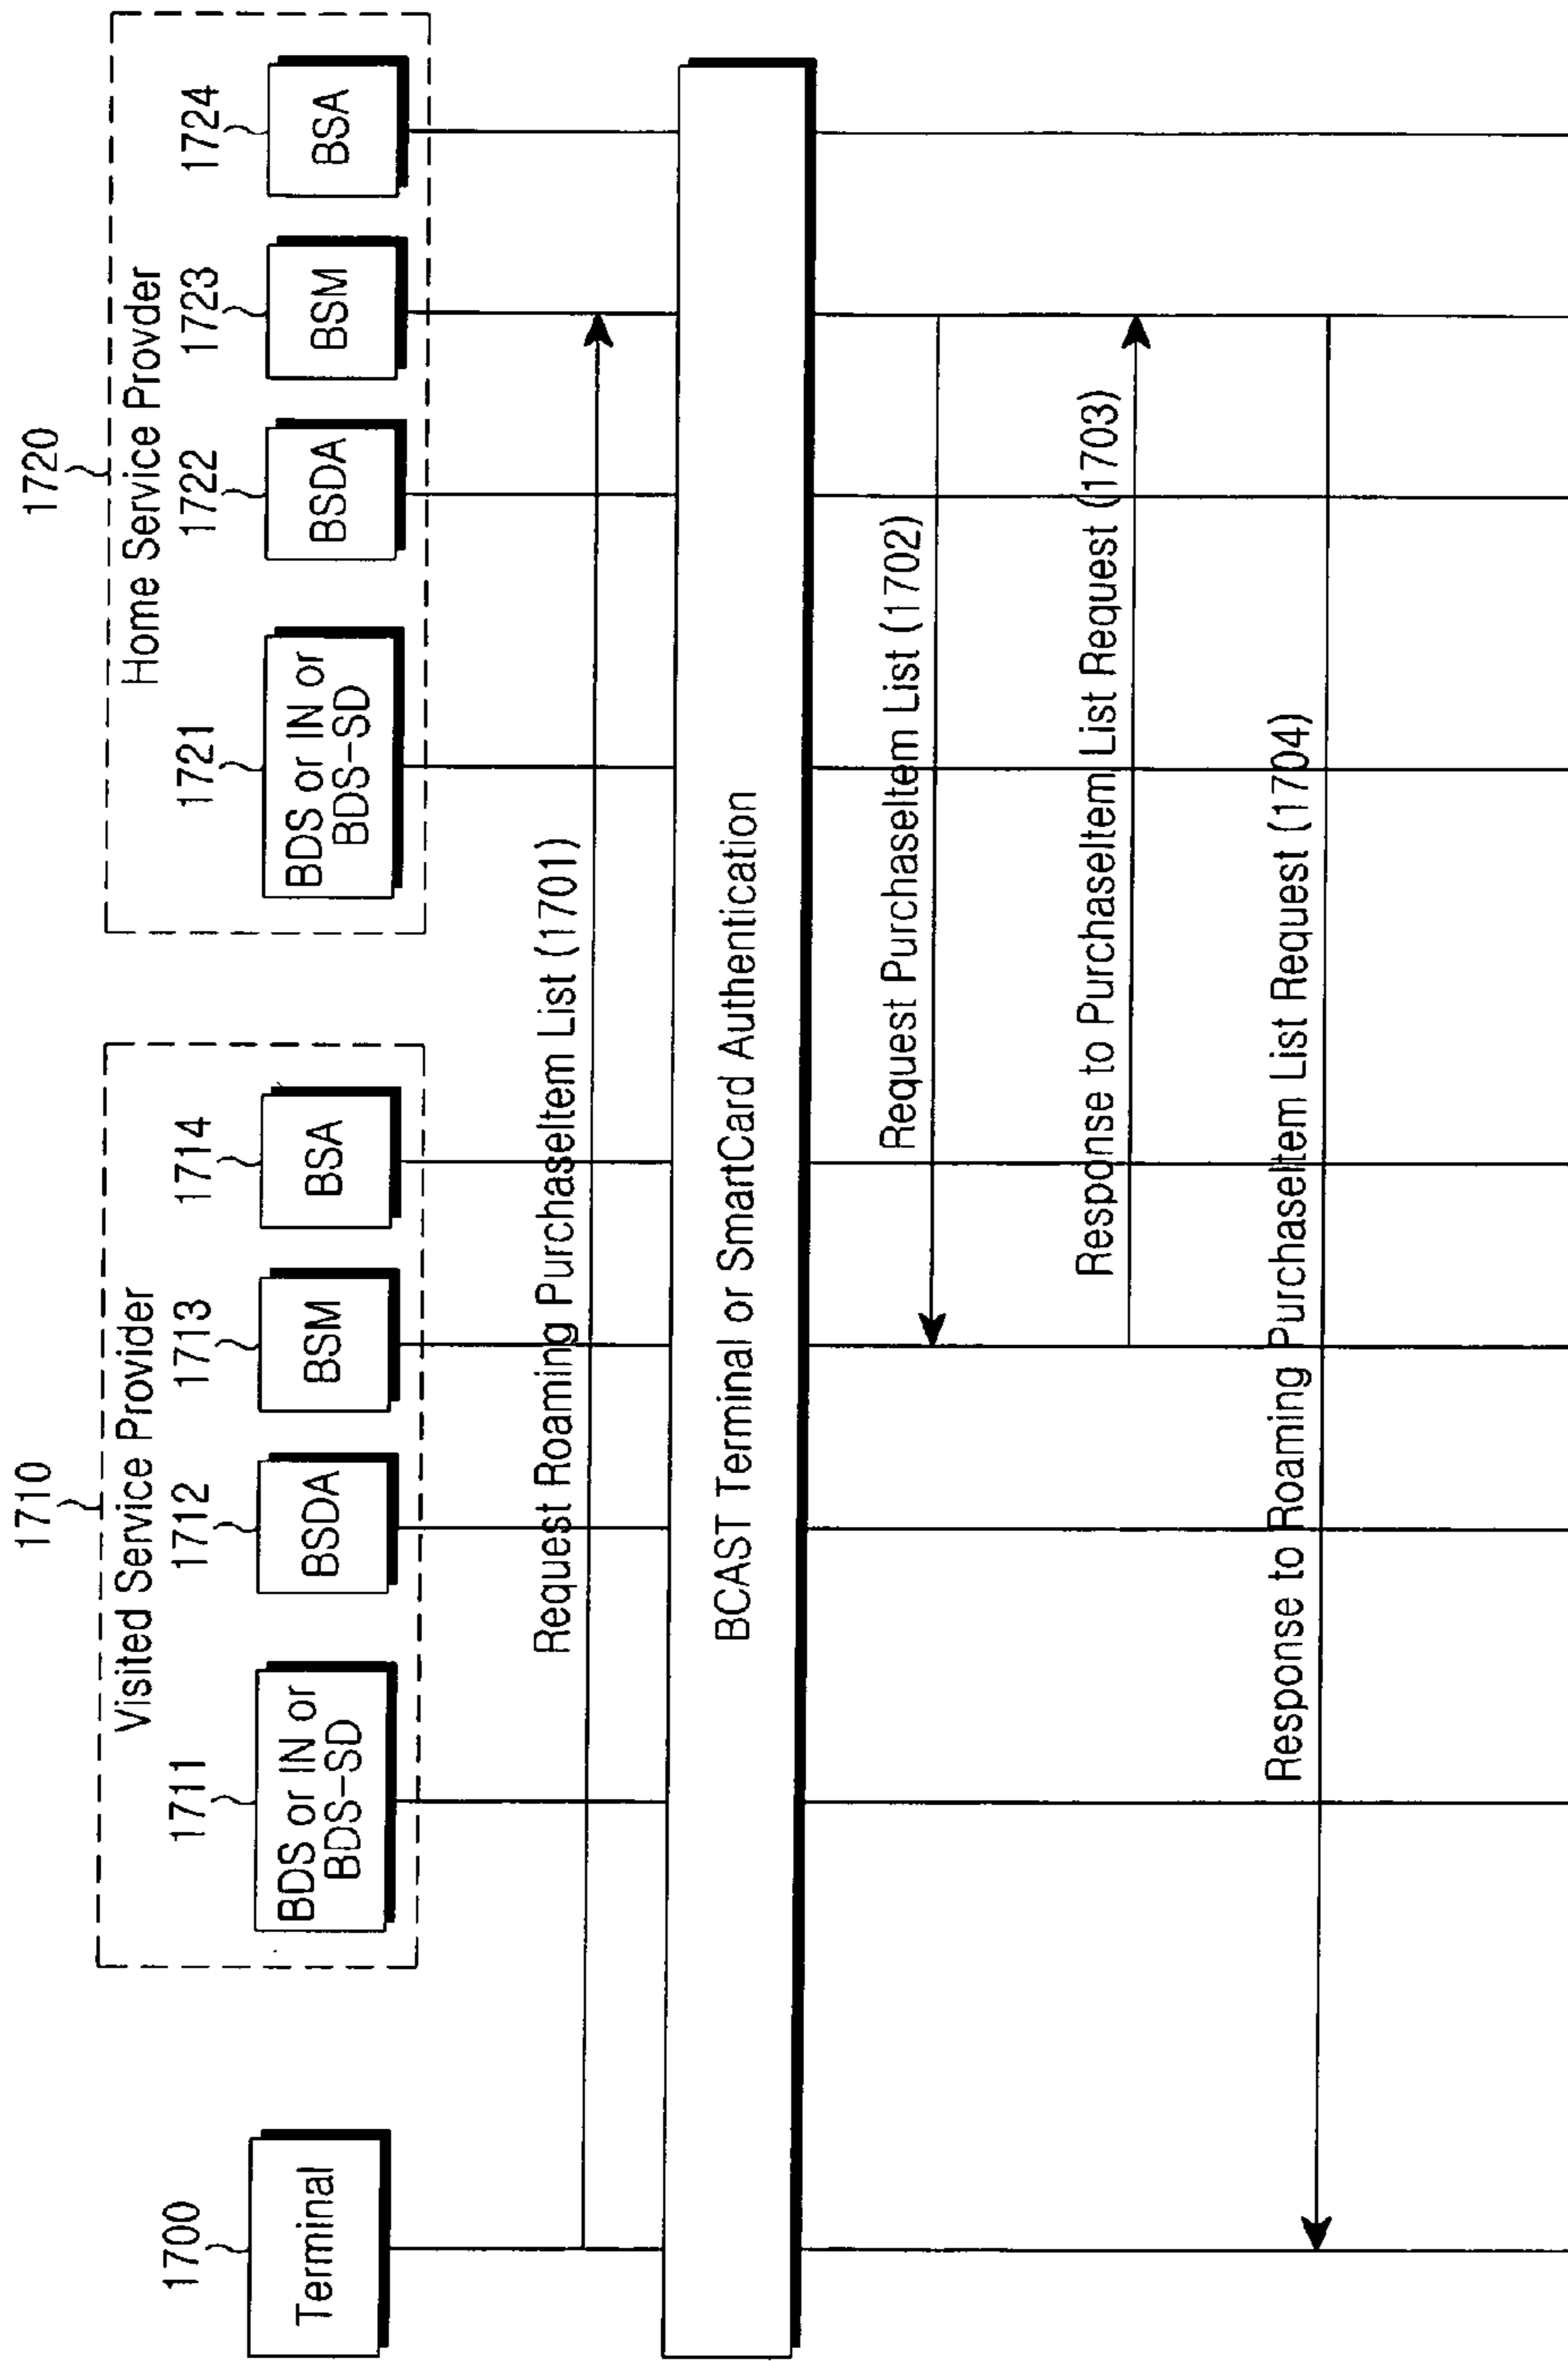 1710
1720
Visited Service Provider
Home Service Provder
1700
1711
1712
1713
1714
1721
1722
1723
1724
Terminal
BDS or IN or
BDS-SD
BSDA
BSM
BSA
BDS or IN or
BDS-SD
BSDA
BSM
BSA
Request Roaming PurchaseItem List (1701)
BCAST Terminal or SmartCard Authentication
Request PurchaseItem List (1702)
Response to PurchaseItem List Request (1703)
Response to Roaming PurchaseItem List Request (1704)